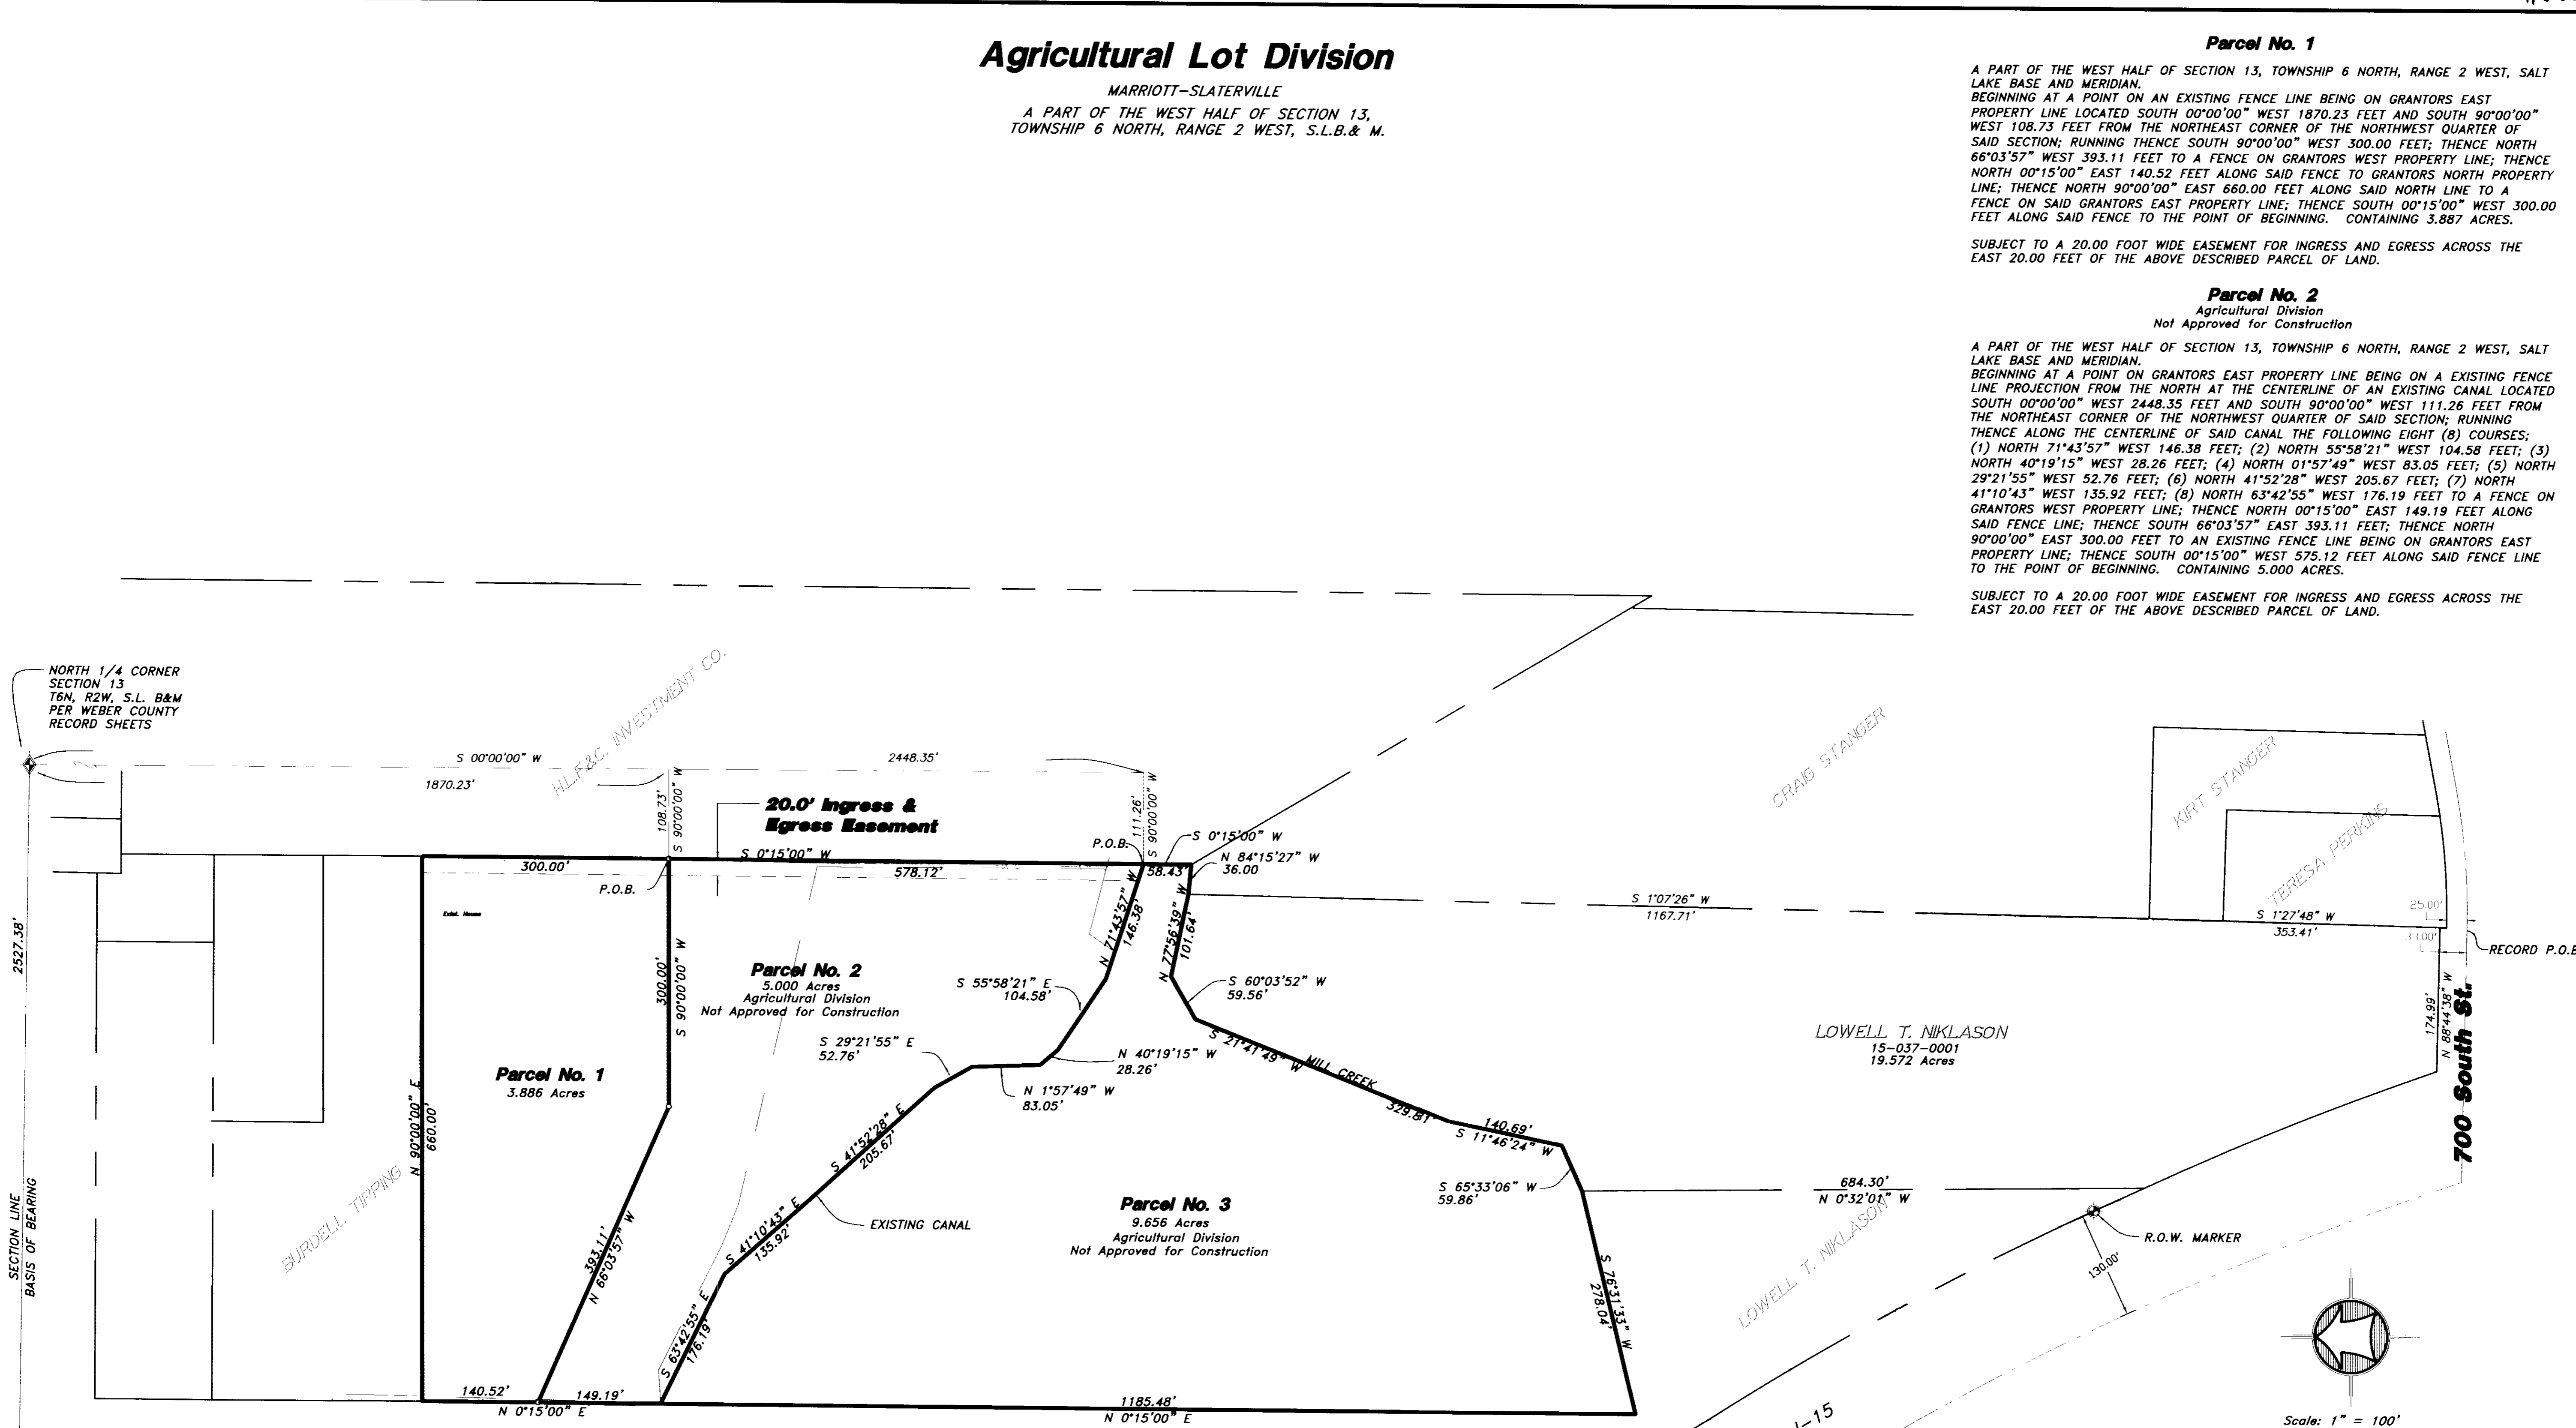 Agricultural Lot Division
MARRIOTT-SLATERVILLE
A PART OF THE WEST HALF OF SECTION 13,
TOWNSHIP 6 NORTH, RANGE 2 WEST, S.L.B.& M.
Parcel No. 1
A PART OF THE WEST HALF OF SECTION 13, TOWNSHIP 6 NORTH, RANGE 2 WEST, SALT
LAKE BASE AND MERIDIAN.
BEGINNING AT A POINT ON AN EXISTING FENCE LINE BEING ON GRANTORS EAST
PROPERTY LINE LOCATED SOUTH 00°00'00" WEST 1870.23 FEET AND SOUTH 90°00'00"
WEST 108.73 FEET FROM THE NORTHEAST CORNER OF THE NORTHWEST QUARTER OF
SAID SECTION; RUNNING THENCE SOUTH 90°00'00" WEST 300.00 FEET; THENCE NORTH
66°03'57" WEST 393.11 FEET TO A FENCE ON GRANTORS WEST PROPERTY LINE; THENCE
NORTH 00°15'00" EAST 140.52 FEET ALONG SAID FENCE TO GRANTORS NORTH PROPERTY
LINE; THENCE NORTH 90°00'00" EAST 660.00 FEET ALONG SAID NORTH LINE TO A
FENCE ON SAID GRANTORS EAST PROPERTY LINE; THENCE SOUTH 00°15'00" WEST 300.00
FEET ALONG SAID FENCE TO THE POINT OF BEGINNING. CONTAINING 3.887 ACRES.
SUBJECT TO A 20.00 FOOT WIDE EASEMENT FOR INGRESS AND EGRESS ACROSS THE
EAST 20.00 FEET OF THE ABOVE DESCRIBED PARCEL OF LAND.
Parcel No. 2
Agricultural Division
Not Approved for Construction
A PART OF THE WEST HALF OF SECTION 13, TOWNSHIP 6 NORTH, RANGE 2 WEST, SALT
LAKE BASE AND MERIDIAN.
BEGINNING AT A POINT ON GRANTORS EAST PROPERTY LINE BEING ON A EXISTING FENCE
LINE PROJECTION FROM THE NORTH AT THE CENTERLINE OF AN EXISTING CANAL LOCATED
SOUTH 00°00'00" WEST 2448.35 FEET AND SOUTH 90°00'00" WEST 111.26 FEET FROM
THE NORTHEAST CORNER OF THE NORTHWEST QUARTER OF SAID SECTION; RUNNING
THENCE ALONG THE CENTERLINE OF SAID CANAL THE FOLLOWING EIGHT (8) COURSES;
(1) NORTH 71°43'57" WEST 146.38 FEET; (2) NORTH 55°58'21" WEST 104.58 FEET; (3)
NORTH 40°19'15" WEST 28.26 FEET; (4) NORTH 01°57'49" WEST 83.05 FEET; (5) NORTH
29°21'55" WEST 52.76 FEET; (6) NORTH 41°52'28" WEST 205.67 FEET; (7) NORTH
41°10'43" WEST 135.92 FEET; (8) NORTH 63°42'55" WEST 176.19 FEET TO A FENCE ON
GRANTORS WEST PROPERTY LINE; THENCE NORTH 00°15'00" EAST 149.19 FEET ALONG
SAID FENCE LINE; THENCE SOUTH 66°03'57" EAST 393.11 FEET; THENCE NORTH
90°00'00" EAST 300.00 FEET TO AN EXISTING FENCE LINE BEING ON GRANTORS EAST
PROPERTY LINE; THENCE SOUTH 00°15'00" WEST 575.12 FEET ALONG SAID FENCE LINE
TO THE POINT OF BEGINNING. CONTAINING 5.000 ACRES.
SUBJECT TO A 20.00 FOOT WIDE EASEMENT FOR INGRESS AND EGRESS ACROSS THE
EAST 20.00 FEET OF THE ABOVE DESCRIBED PARCEL OF LAND.
NORTH 1/4 CORNER
SECTION 13
T6N, R2W, S.L. B&M
PER WEBER COUNTY
RECORD SHEETS
H.L.F.&C. INVESTMENT CO.
CRAIG STANGER
KIRT STANGER
TERESA PERKINS
S 00°00'00" W
1870.23'
2448.35'
108.73'
S 90°00'00" W
20.0' Ingress &
Egress Easement
111.26'
S 90°00'00" W
P.O.B.
S 0°15'00" W
N 84°15'27" W
36.00
58.43'
300.00'
S 0°15'00" W
578.12'
P.O.B.
Exist. House
S 1°07'26" W
1167.71'
25.00'
S 1°27'48" W
353.41'
33.00'
RECORD P.O.B
2527.38'
SECTION LINE
BASIS OF BEARING
N 71°43'57" W
146.38'
N 77°56'39" W
101.64'
300.00'
S 90°00'00" W
Parcel No. 2
5.000 Acres
Agricultural Division
Not Approved for Construction
S 55°58'21" E
104.58'
S 60°03'52" W
59.56'
S 29°21'55" E
52.76'
N 40°19'15" W
28.26'
N 1°57'49" W
83.05'
S 21°41'49" W
MILL CREEK
329.81'
140.69'
S 11°46'24" W
LOWELL T. NIKLASON
15-037-0001
19.572 Acres
174.99'
N 88°44'38" W
700 South St.
Parcel No. 1
3.886 Acres
N 90°00'00" E
660.00'
BURDELL TIPPING
S 41°52'28" E
205.67'
S 41°10'43" E
135.92'
EXISTING CANAL
393.11'
N 66°03'57" W
S 63°42'55" E
176.19'
Parcel No. 3
9.656 Acres
Agricultural Division
Not Approved for Construction
S 65°33'06" W
59.86'
684.30'
N 0°32'01" W
LOWELL T. NIKLASON
R.O.W. MARKER
130.00'
S 76°31'33" W
278.04'
140.52'
149.19'
N 0°15'00" E
1185.48'
N 0°15'00" E
I-15
Scale: 1" = 100'